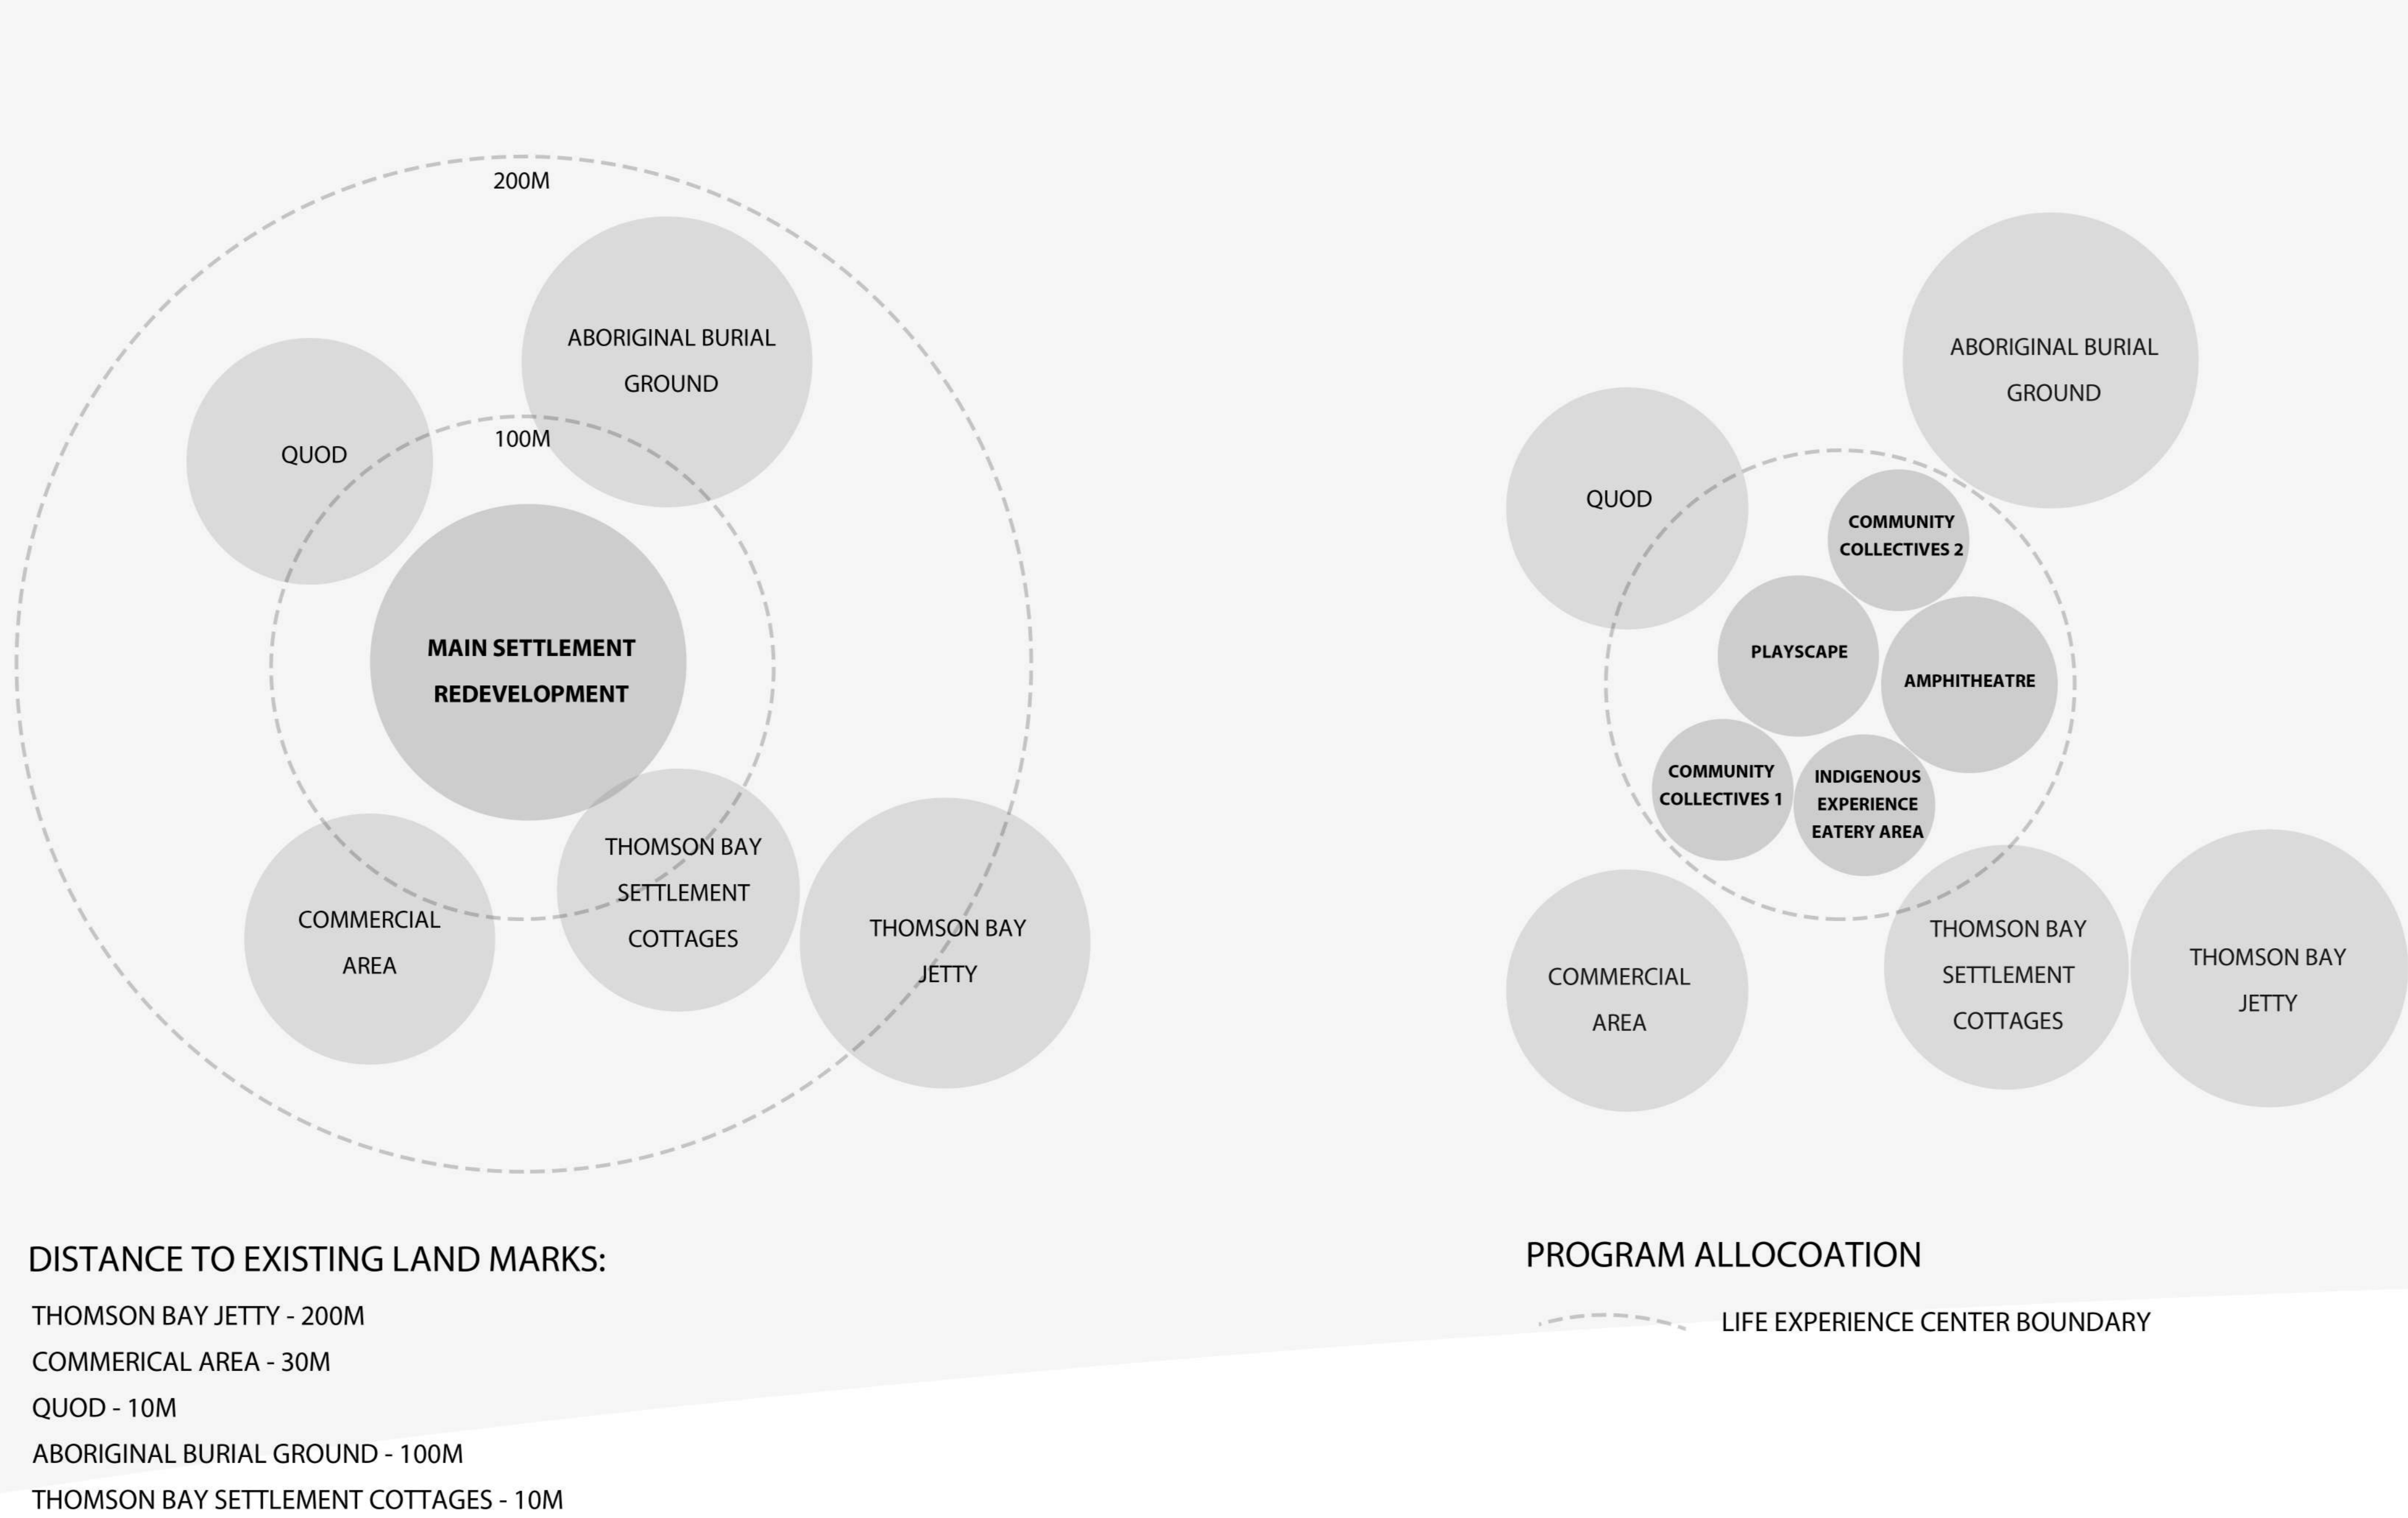 200M
ABORIGINAL BURIAL
GROUND
100M
QUOD
MAIN SETTLEMENT
REDEVELOPMENT
THOMSON BAY
SETTLEMENT
COTTAGES
COMMERCIAL
AREA
THOMSON BAY
JETTY
DISTANCE TO EXISTING LAND MARKS:
THOMSON BAY JETTY - 200M
COMMERICAL AREA - 30M
QUOD - 10M
ABORIGINAL BURIAL GROUND - 100M
THOMSON BAY SETTLEMENT COTTAGES - 10M
ABORIGINAL BURIAL
GROUND
QUOD
COMMUNITY
COLLECTIVES 2
PLAYSCAPE
AMPHITHEATRE
COMMUNITY
COLLECTIVES 1
INDIGENOUS
EXPERIENCE
EATERY AREA
COMMERCIAL
AREA
THOMSON BAY
SETTLEMENT
COTTAGES
THOMSON BAY
JETTY
PROGRAM ALLOCOATION
LIFE EXPERIENCE CENTER BOUNDARY